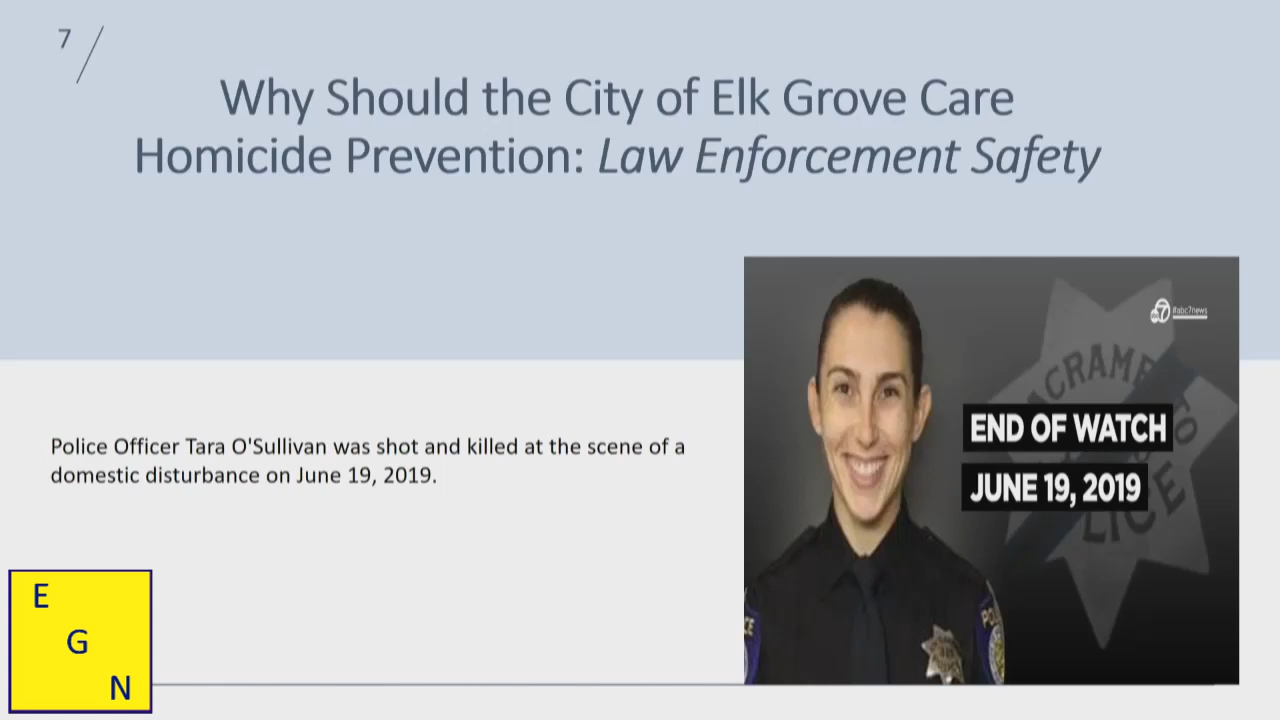 7
Why Should the City of Elk Grove Care
Homicide Prevention: Law Enforcement Safety
#abc7news
END OF WATCH
JUNE 19, 2019
Police Officer Tara O'Sullivan was shot and killed at the scene of a
domestic disturbance on June 19, 2019.
E
G
N